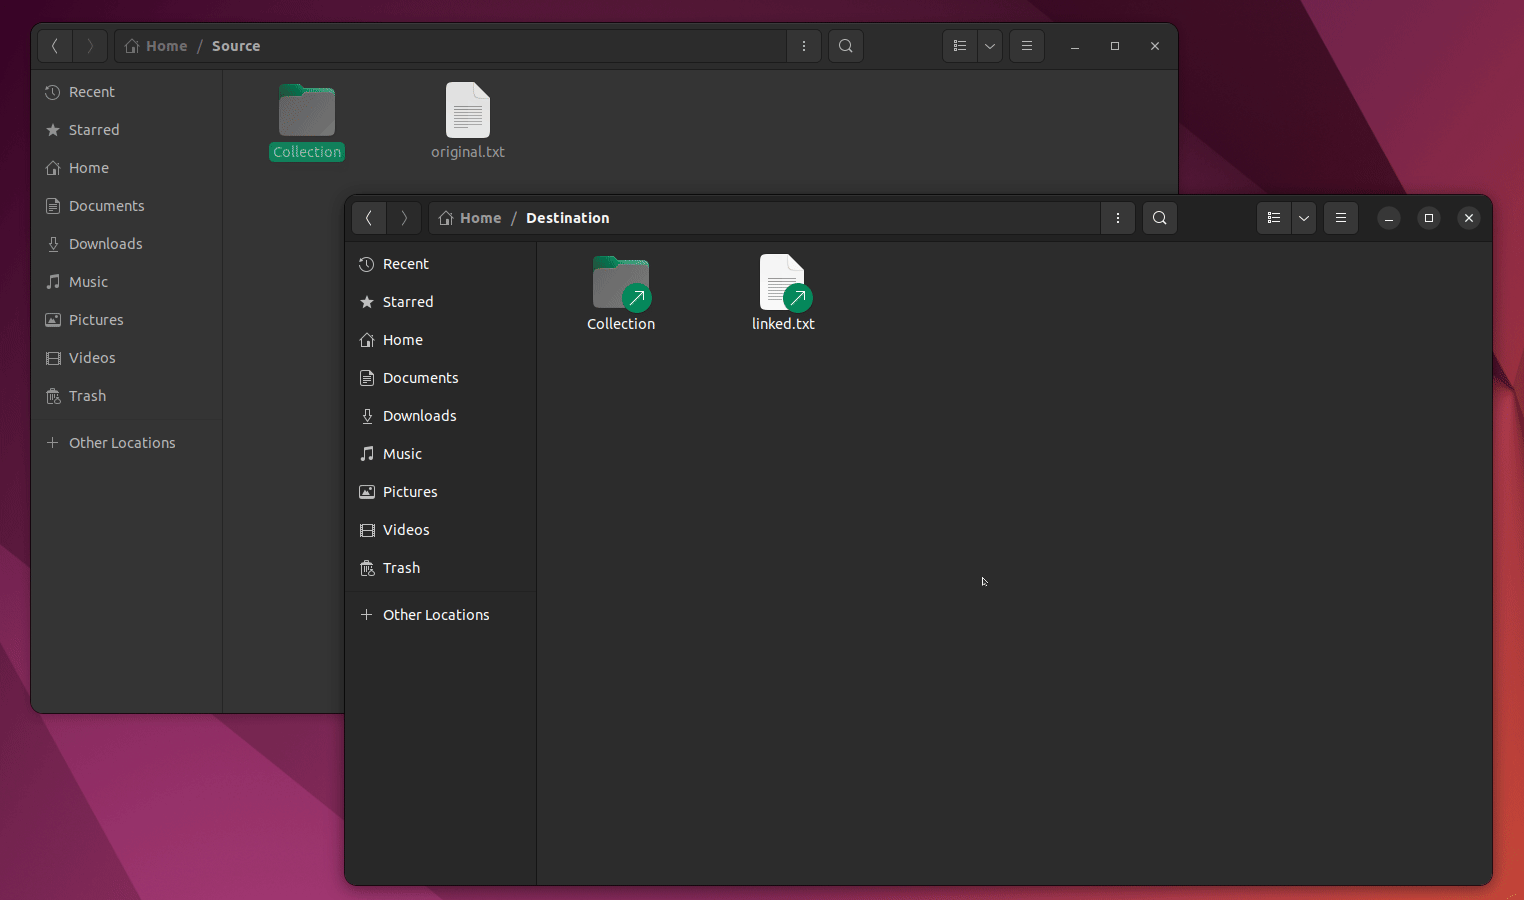 Home / Source
Recent
Starred
Home
Documents
Downloads
Music
Pictures
Videos
Trash
Other Locations
Collection
original.txt
Home / Destination
Recent
Starred
Home
Documents
Downloads
Music
Pictures
Videos
Trash
Other Locations
Collection
linked.txt